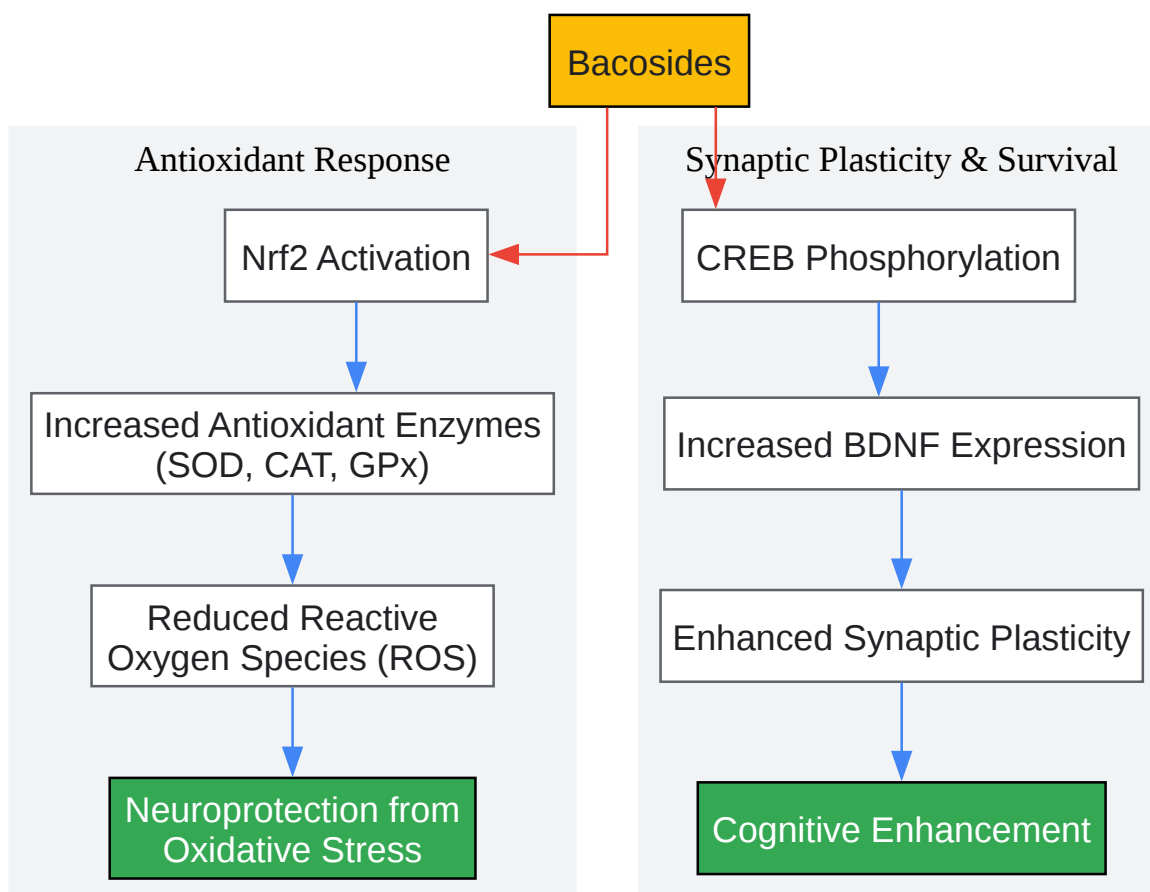 Bacosides
Antioxidant Response
Nrf2 Activation
Increased Antioxidant Enzymes
(SOD, CAT, GPx)
Reduced Reactive
Oxygen Species (ROS)
Neuroprotection from
Oxidative Stress
Synaptic Plasticity & Survival
CREB Phosphorylation
Increased BDNF Expression
Enhanced Synaptic Plasticity
Cognitive Enhancement